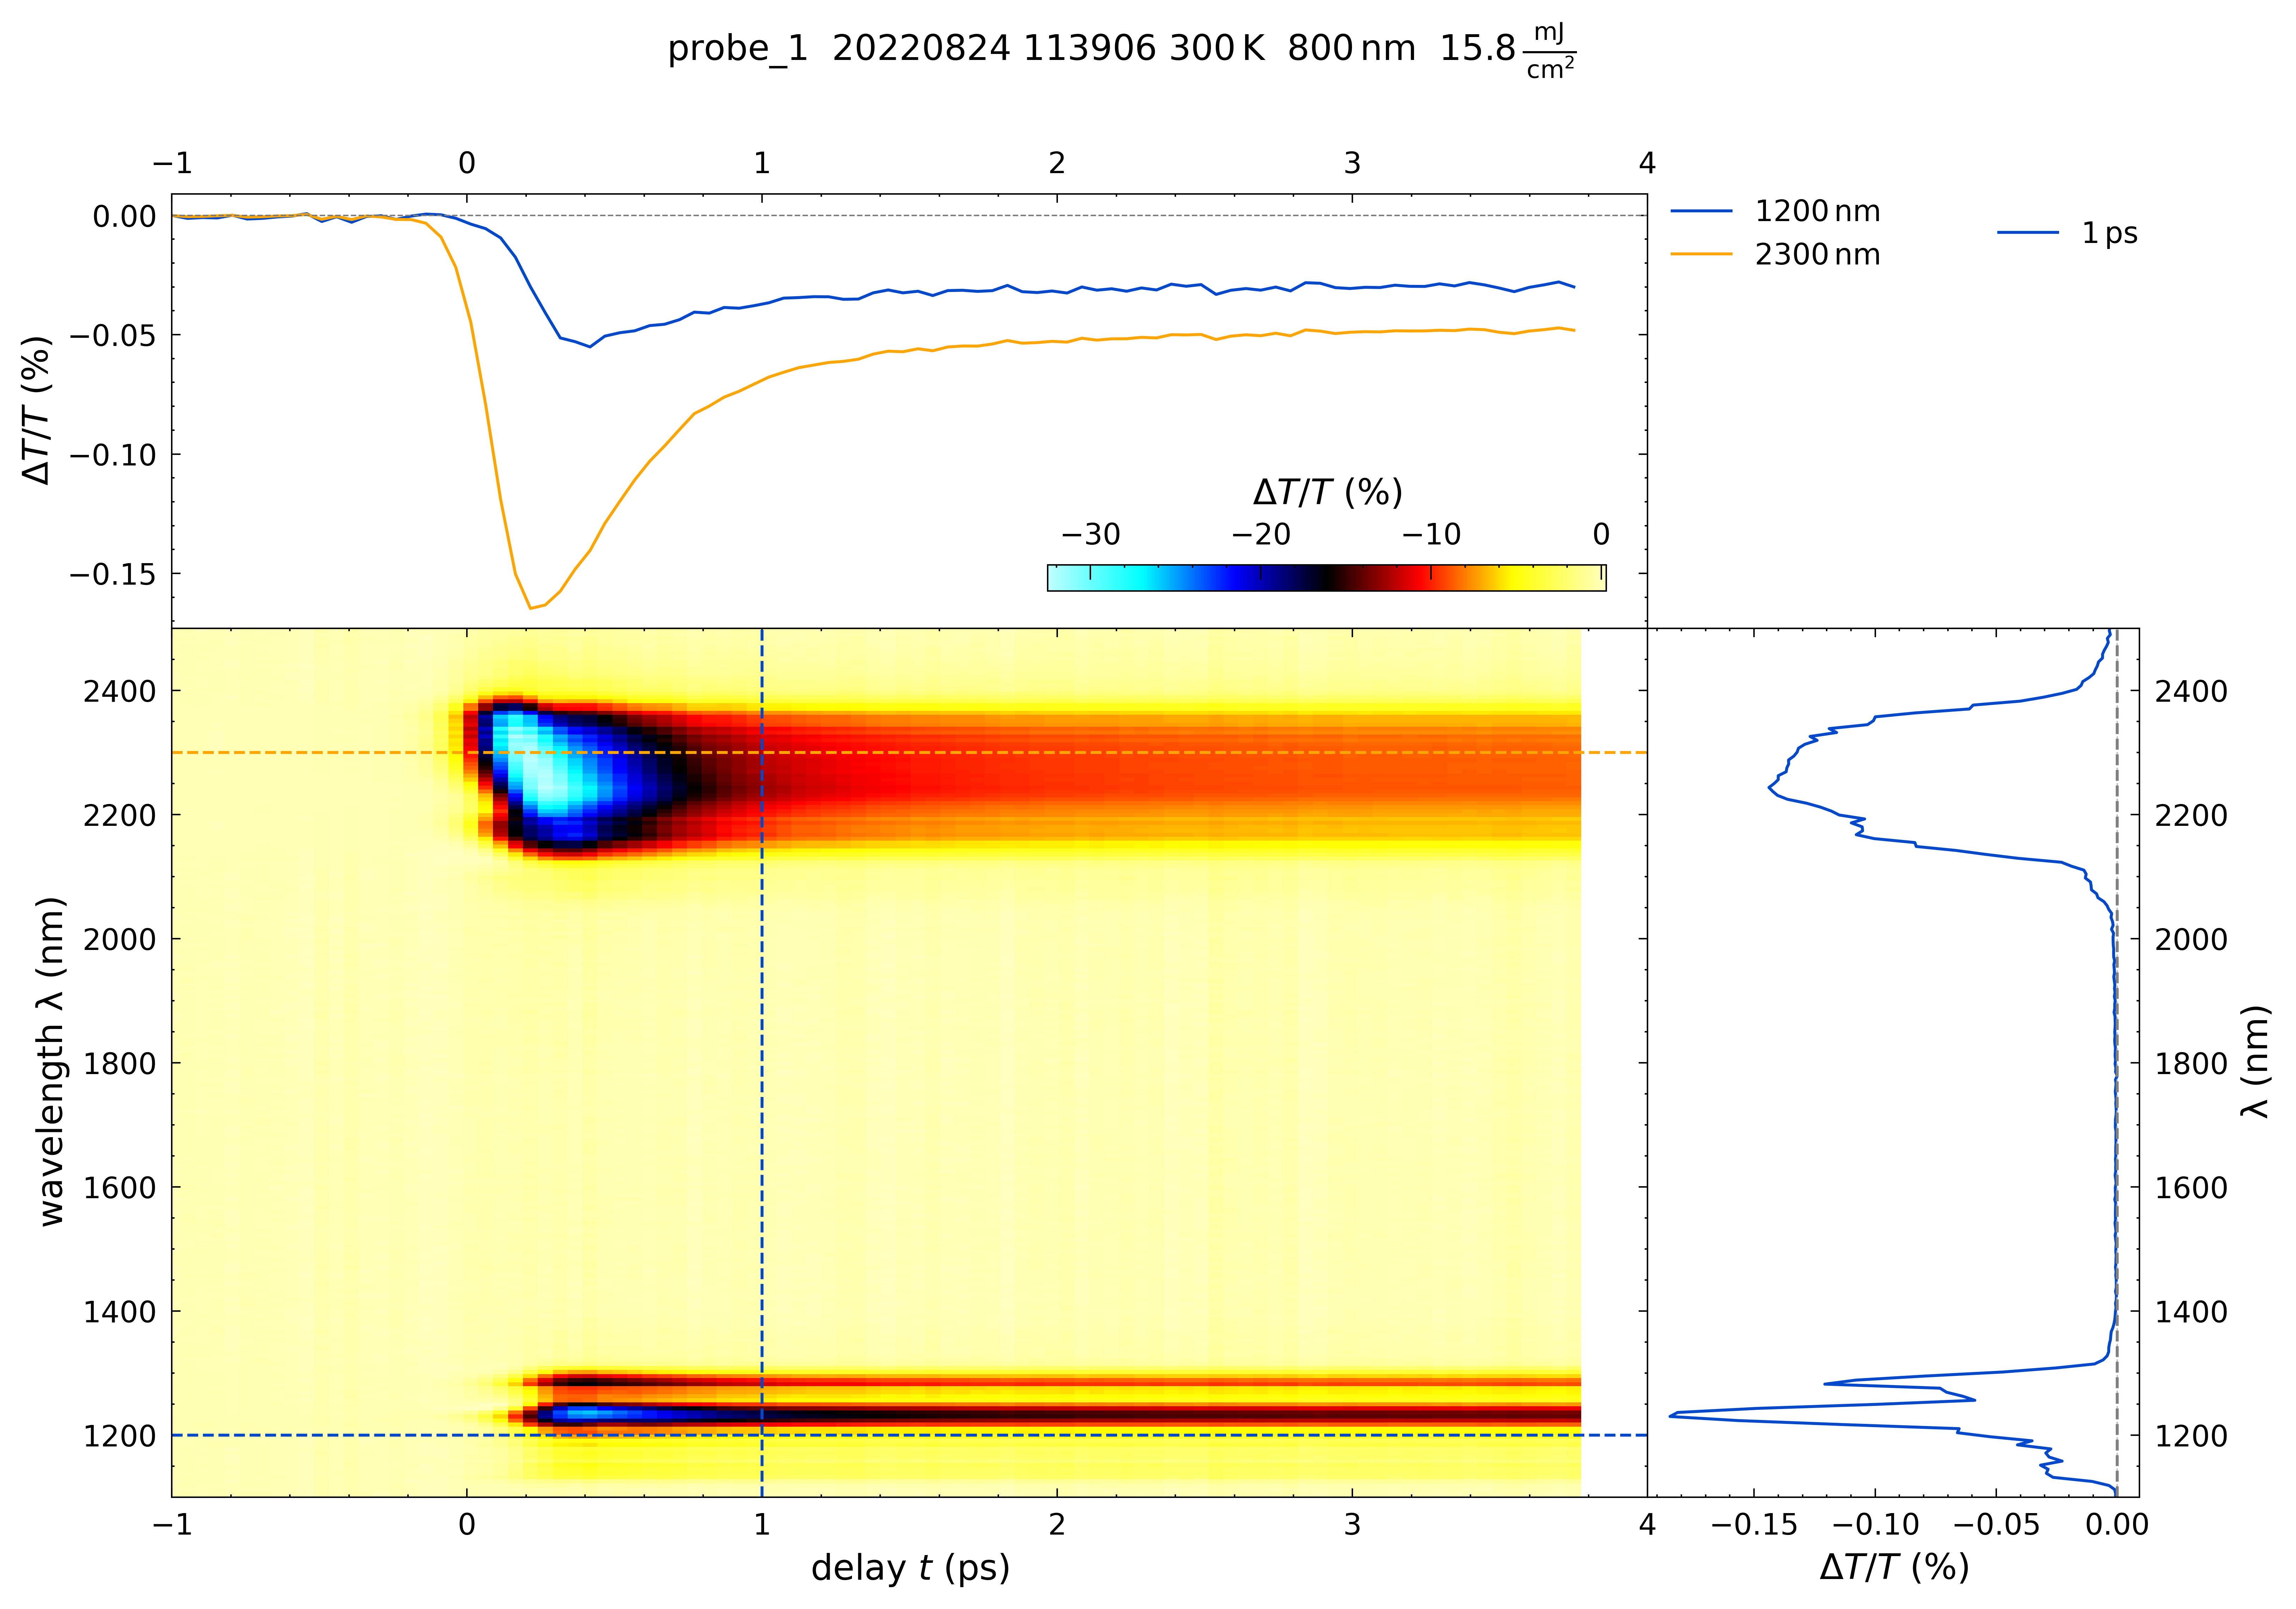 probe_1 20220824 113906 300 K 800 nm 15.8 mJ/cm²
−1 0 1 2 3 4
0.00
−0.05
−0.10
−0.15
ΔT/T (%)
1200 nm
2300 nm
1 ps
ΔT/T (%)
−30 −20 −10 0
2400
2200
2000
1800
1600
1400
1200
wavelength λ (nm)
−1 0 1 2 3 4
delay t (ps)
2400
2200
2000
1800
1600
1400
1200
λ (nm)
−0.15 −0.10 −0.05 0.00
ΔT/T (%)